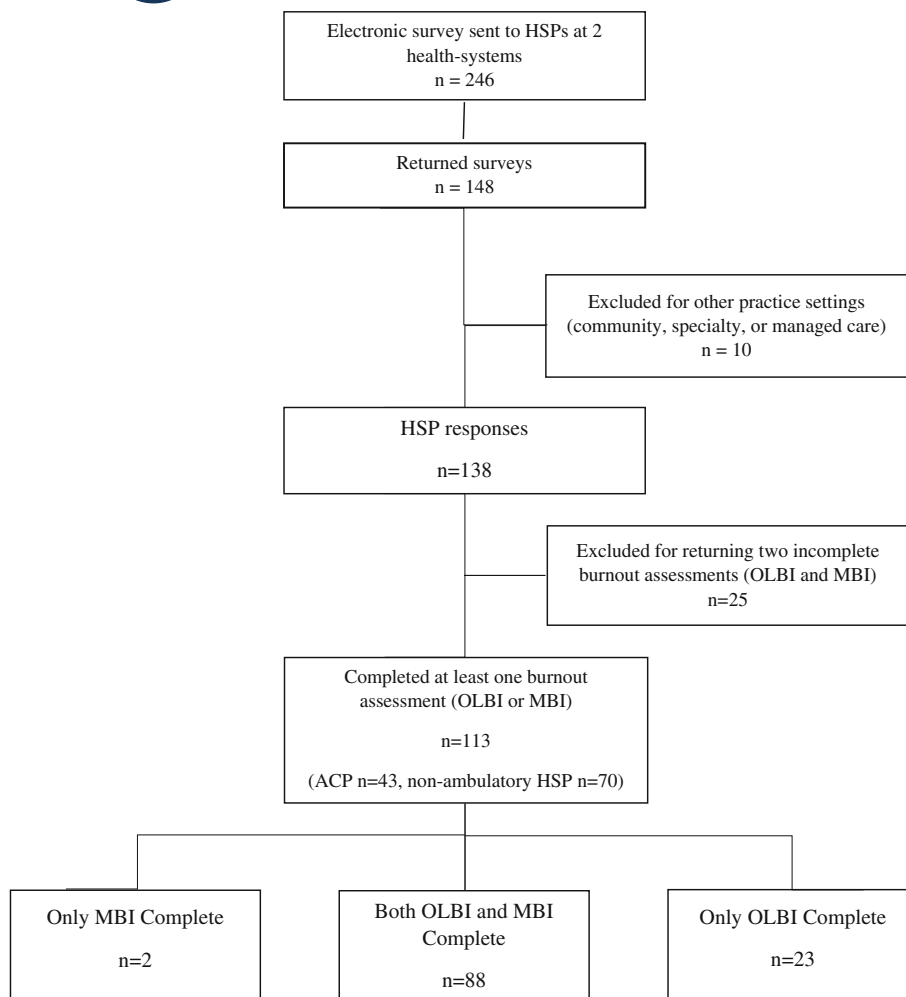 Electronic survey sent to HSPs at 2
health-systems
n = 246
Returned surveys
n = 148
Excluded for other practice settings
(community, specialty, or managed care)
n = 10
HSP responses
n=138
Excluded for returning two incomplete
burnout assessments (OLBI and MBI)
n=25
Completed at least one burnout
assessment (OLBI or MBI)
n=113
(ACP n=43, non-ambulatory HSP n=70)
Only MBI Complete
n=2
Both OLBI and MBI
Complete
n=88
Only OLBI Complete
n=23